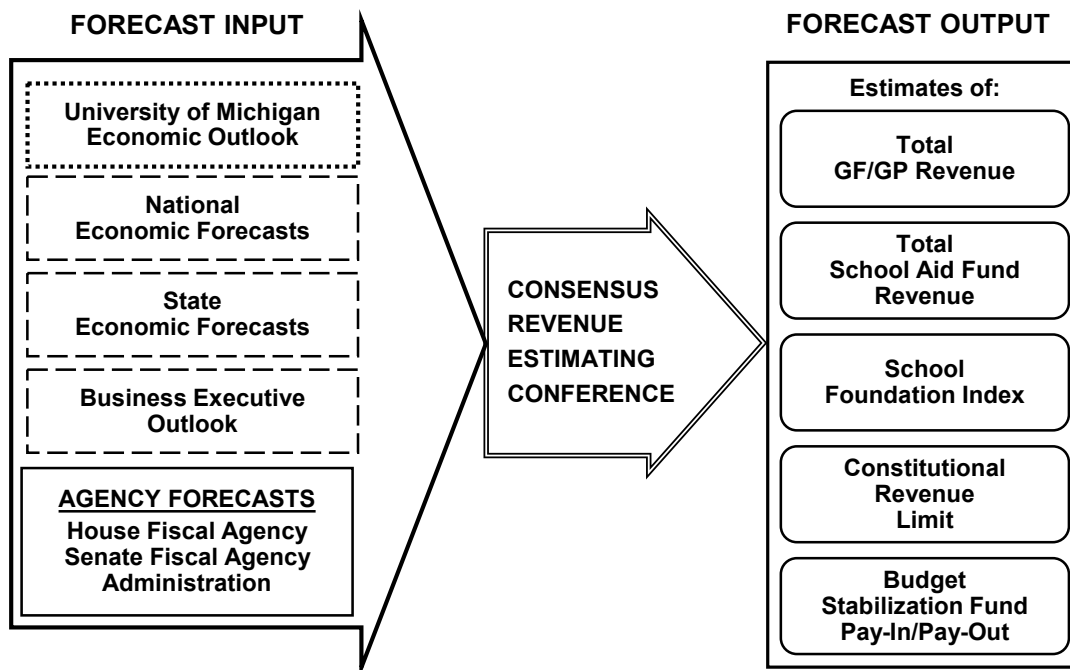 FORECAST INPUT
University of Michigan
Economic Outlook
National
Economic Forecasts
State
Economic Forecasts
Business Executive
Outlook
AGENCY FORECASTS
House Fiscal Agency
Senate Fiscal Agency
Administration
CONSENSUS
REVENUE
ESTIMATING
CONFERENCE
FORECAST OUTPUT
Estimates of:
Total
GF/GP Revenue
Total
School Aid Fund
Revenue
School
Foundation Index
Constitutional
Revenue
Limit
Budget
Stabilization Fund
Pay-In/Pay-Out